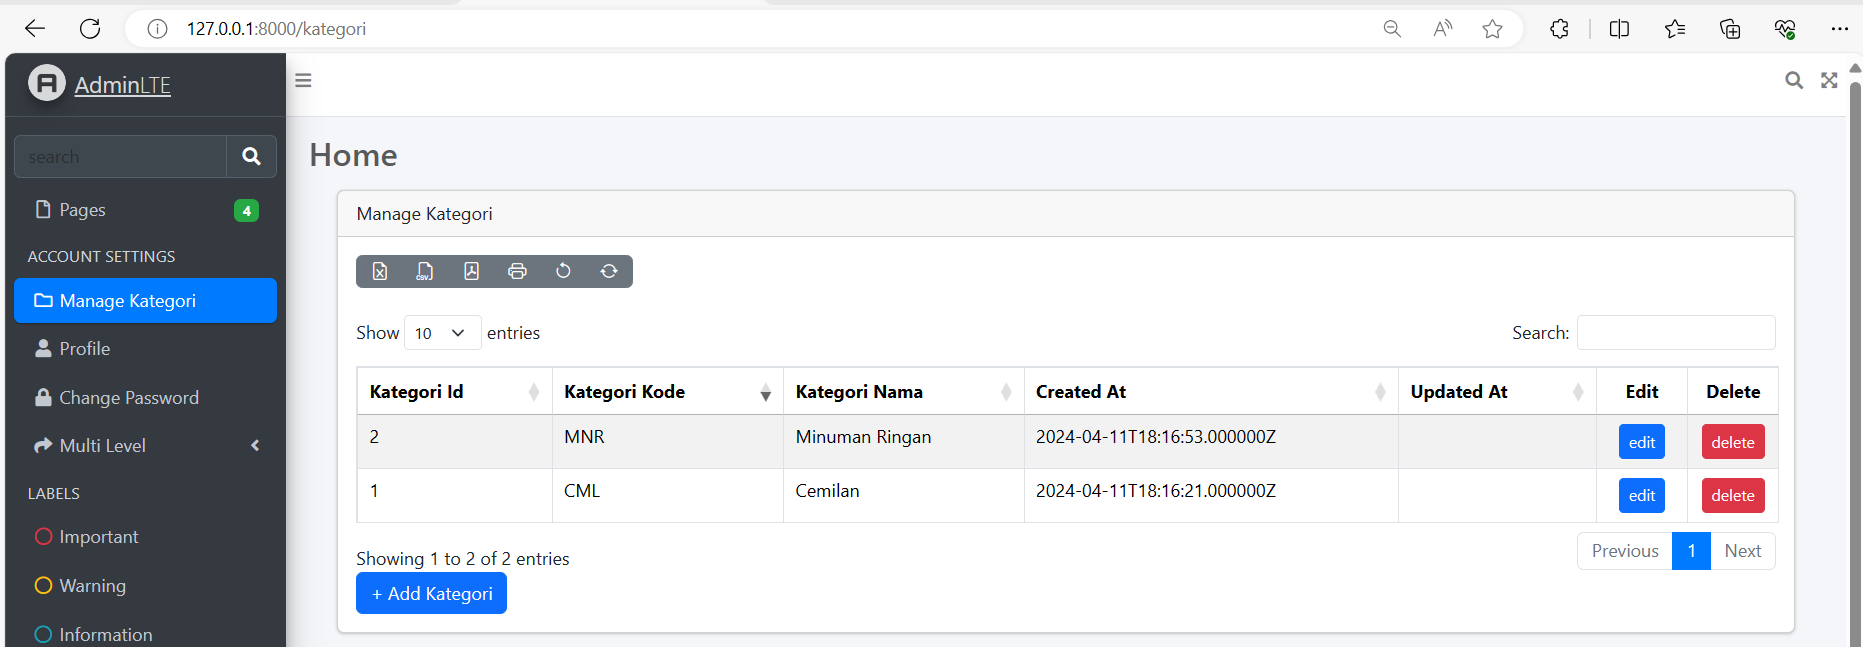 127.0.0.1:8000/kategori
AdminLTE
search
Pages 4
ACCOUNT SETTINGS
Manage Kategori
Profile
Change Password
Multi Level
LABELS
Important
Warning
Information
Home
Manage Kategori
CSV
Show 10 entries
Search:
Kategori Id Kategori Kode Kategori Nama Created At Updated At Edit Delete
2 MNR Minuman Ringan 2024-04-11T18:16:53.000000Z edit delete
1 CML Cemilan 2024-04-11T18:16:21.000000Z edit delete
Showing 1 to 2 of 2 entries
Previous 1 Next
+ Add Kategori